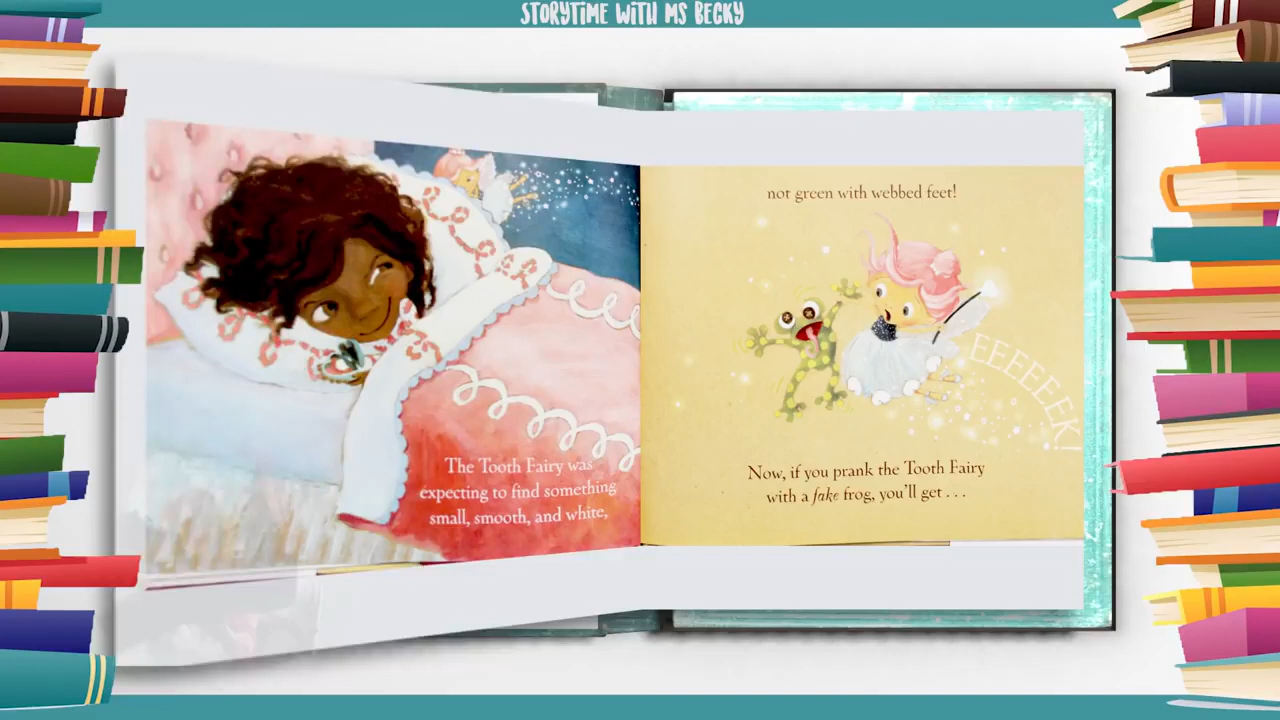 STORYTIME WITH MS BECKY
The Tooth Fairy was
expecting to find something
small, smooth, and white,
not green with webbed feet!
EEEEEEK!
Now, if you prank the Tooth Fairy
with a fake frog, you'll get . . .